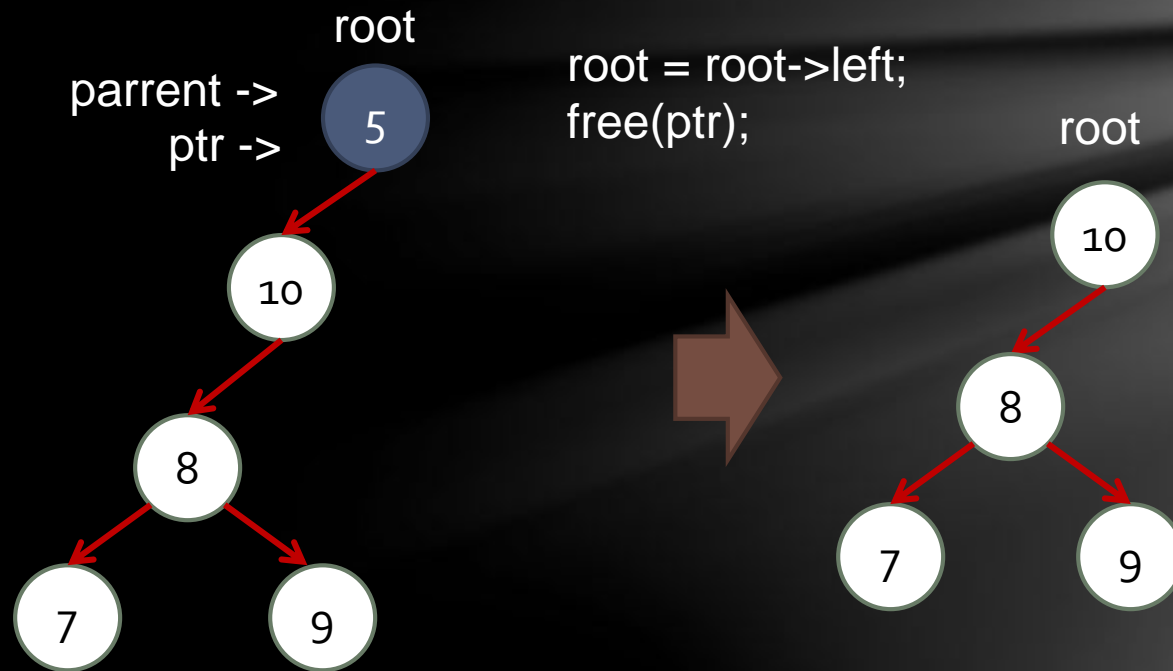 root
parrent ->
ptr ->
5
10
8
7
9
root = root->left;
free(ptr);
root
10
8
7
9